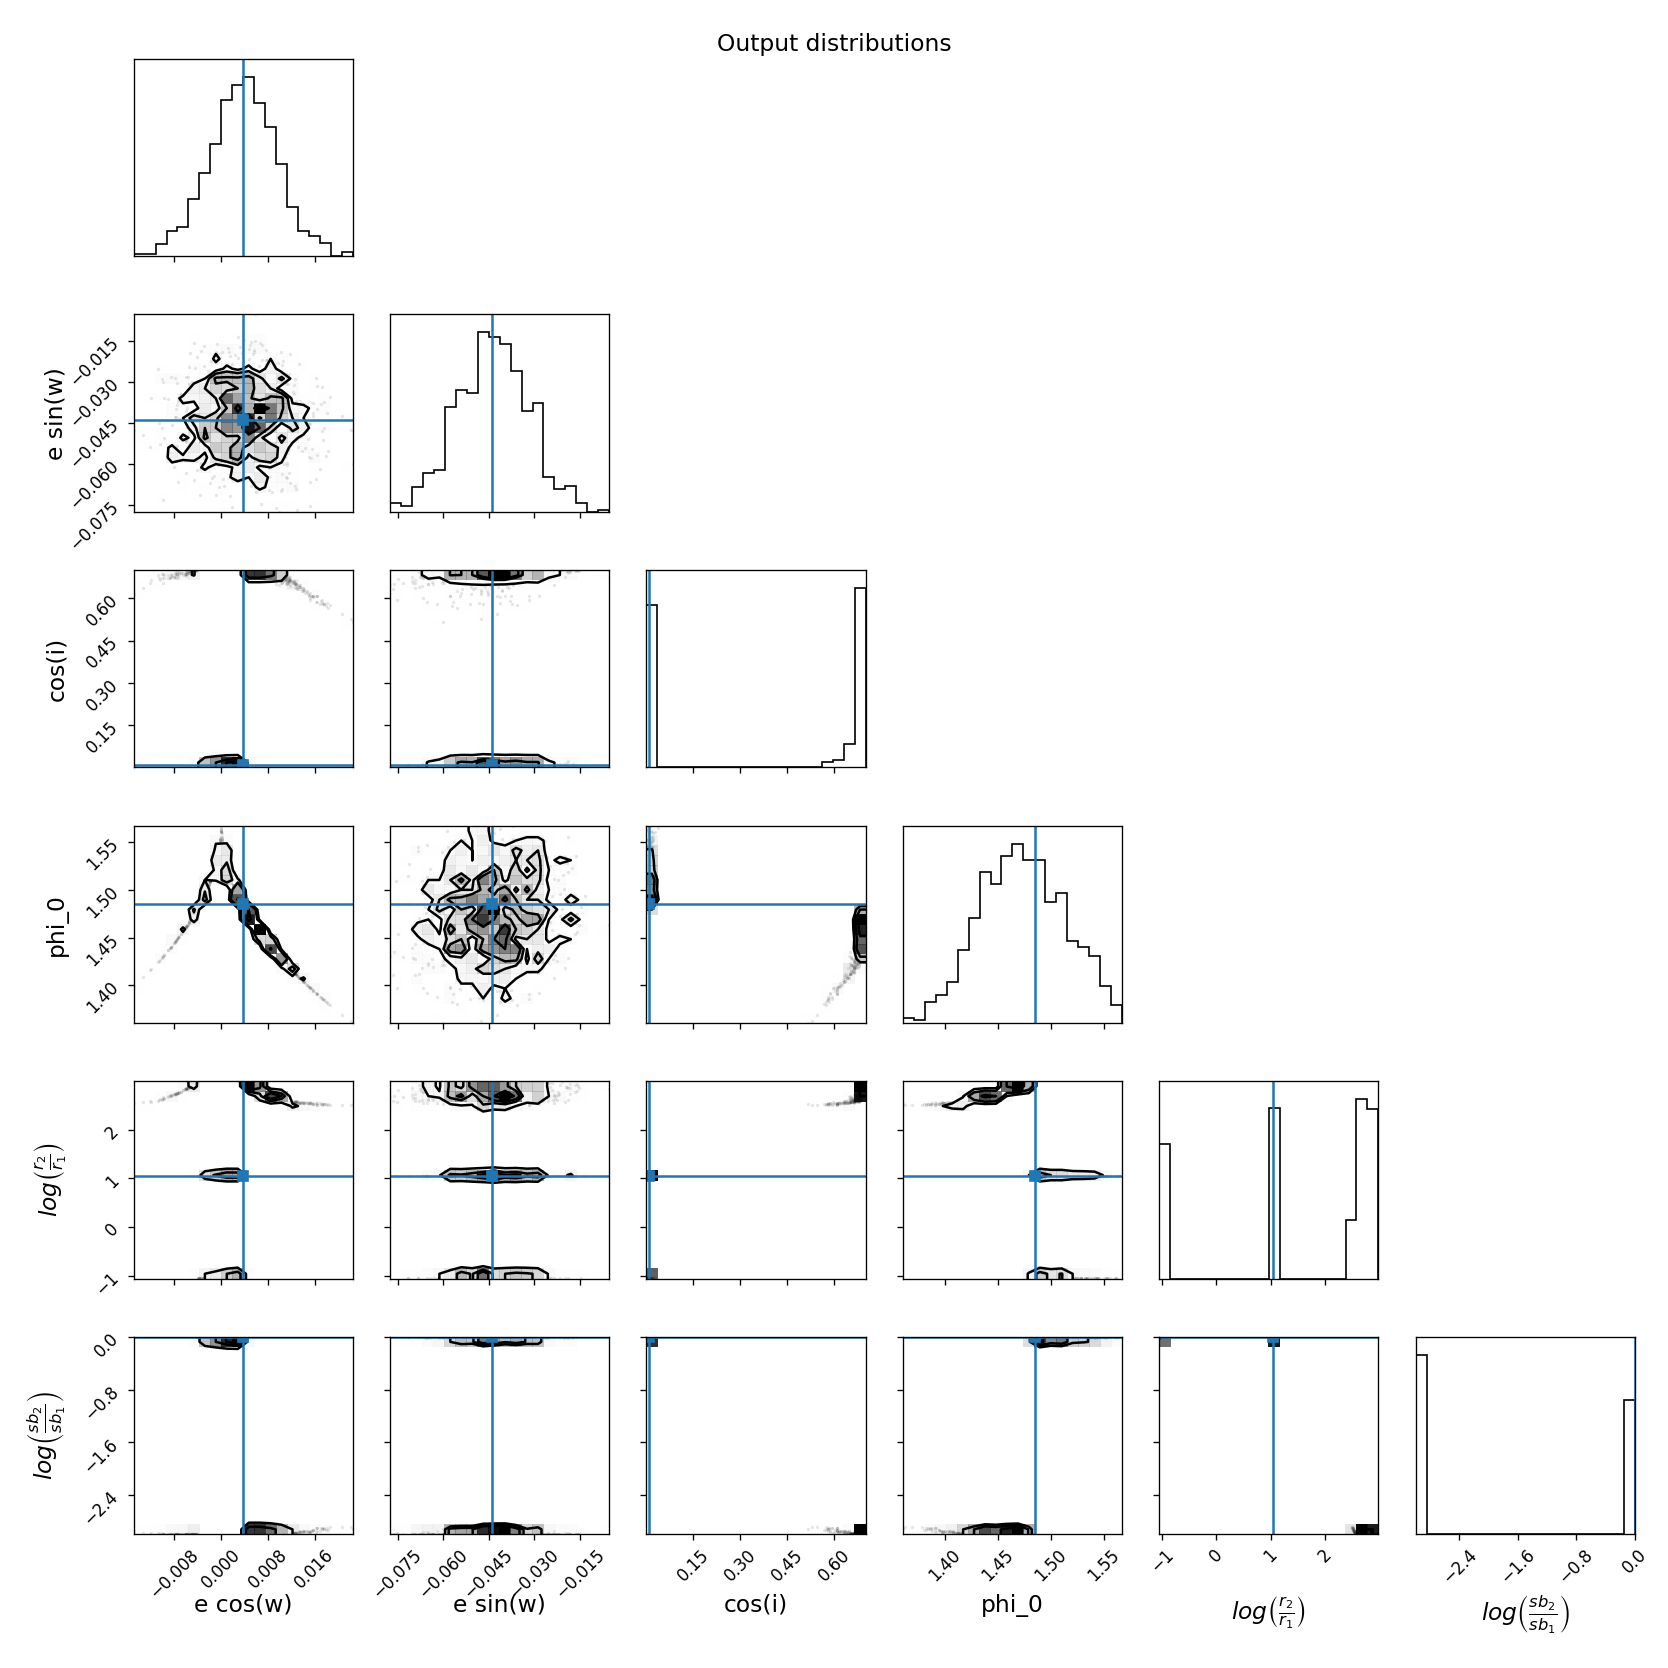 Output distributions
e sin(w)
−0.015
−0.030
−0.045
−0.060
−0.075
cos(i)
0.60
0.45
0.30
0.15
phi_0
1.55
1.50
1.45
1.40
log(r₂/r₁)
2
1
0
−1
log(sb₂/sb₁)
0.0
−0.8
−1.6
−2.4
−0.008 0.000 0.008 0.016
−0.075 −0.060 −0.045 −0.030 −0.015
0.15 0.30 0.45 0.60
1.40 1.45 1.50 1.55
−1 0 1 2
−2.4 −1.6 −0.8 0.0
e cos(w) e sin(w) cos(i) phi_0 log(r₂/r₁) log(sb₂/sb₁)